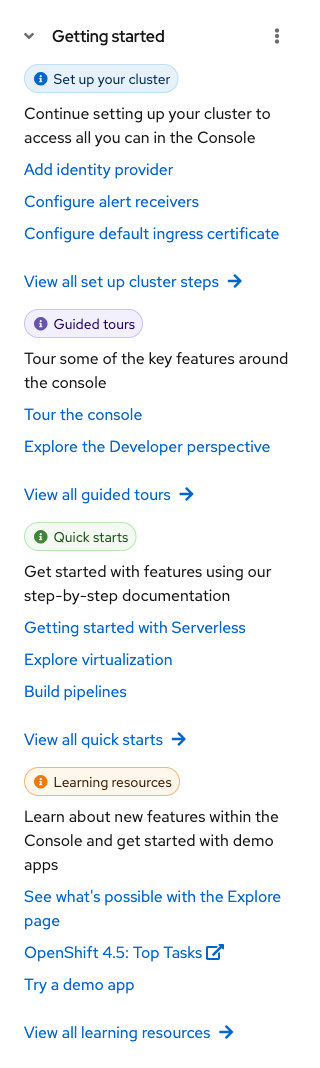 Getting started
Set up your cluster
Continue setting up your cluster to
access all you can in the Console
Add identity provider
Configure alert receivers
Configure default ingress certificate
View all set up cluster steps
Guided tours
Tour some of the key features around
the console
Tour the console
Explore the Developer perspective
View all guided tours
Quick starts
Get started with features using our
step-by-step documentation
Getting started with Serverless
Explore virtualization
Build pipelines
View all quick starts
Learning resources
Learn about new features within the
Console and get started with demo
apps
See what's possible with the Explore
page
OpenShift 4.5: Top Tasks
Try a demo app
View all learning resources